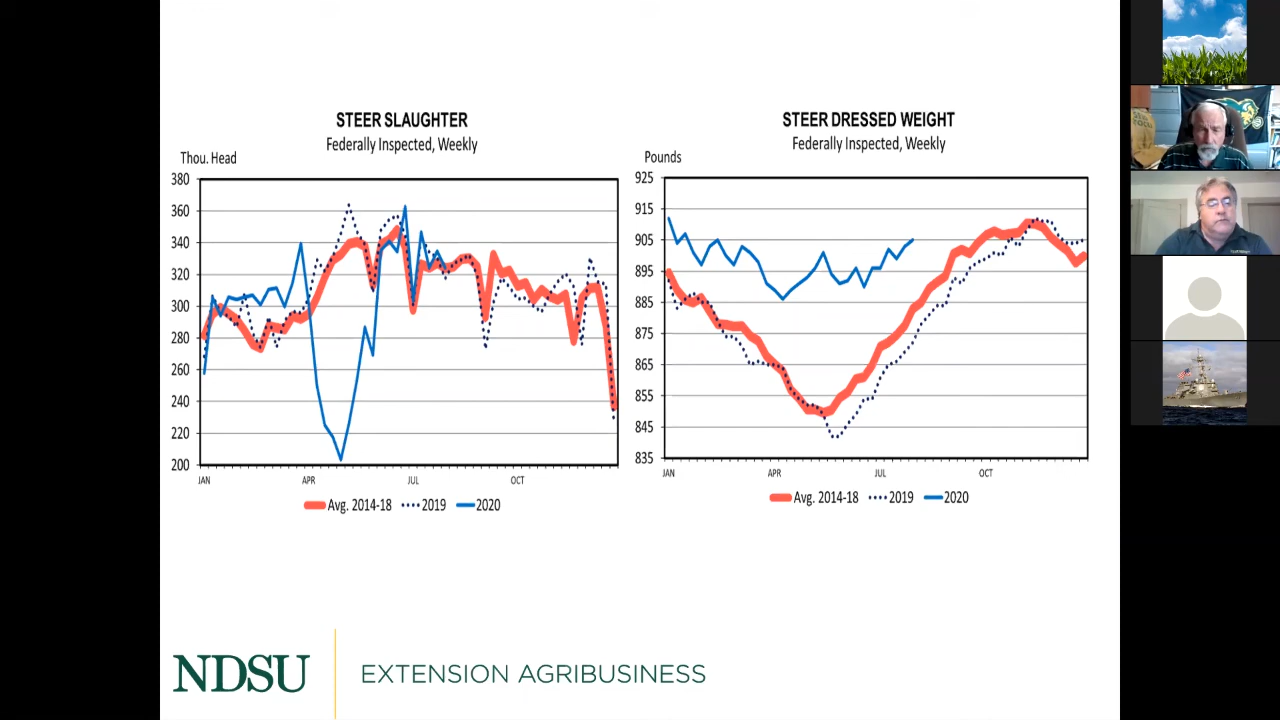 STEER SLAUGHTER
Federally Inspected, Weekly
Thou. Head
380
360
340
320
300
280
260
240
220
200
JAN
APR
JUL
OCT
Avg. 2014-18
2019
2020
STEER DRESSED WEIGHT
Federally Inspected, Weekly
Pounds
925
915
905
895
885
875
865
855
845
835
JAN
APR
JUL
OCT
Avg. 2014-18
2019
2020
NDSU
EXTENSION AGRIBUSINESS